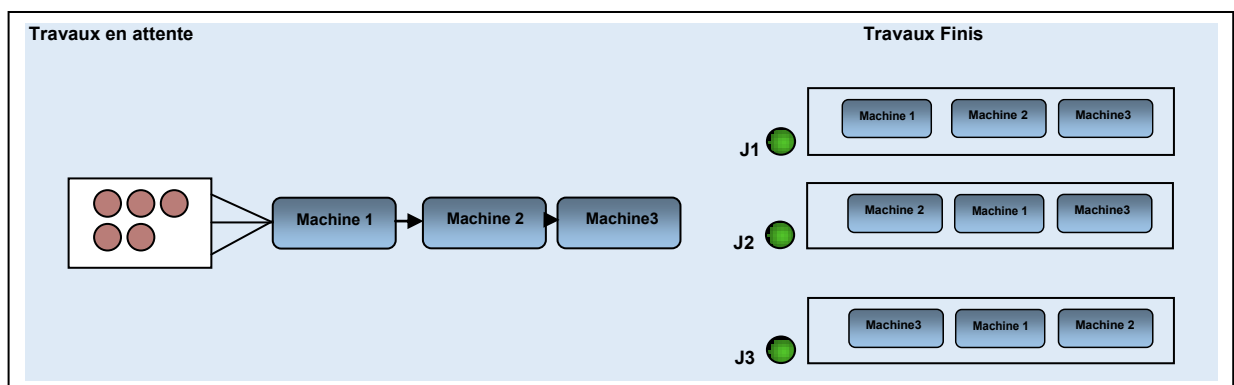 Travaux en attente
Travaux Finis
Machine 1 Machine 2 Machine3
J1
Machine 1 Machine 2 Machine3
J2
Machine 2 Machine 1 Machine3
J3
Machine3 Machine 1 Machine 2